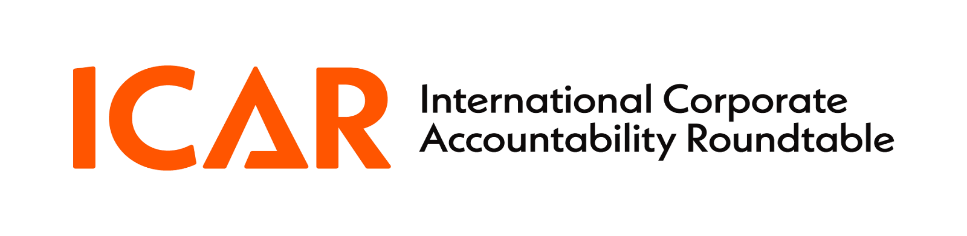 ICAR
International Corporate
Accountability Roundtable